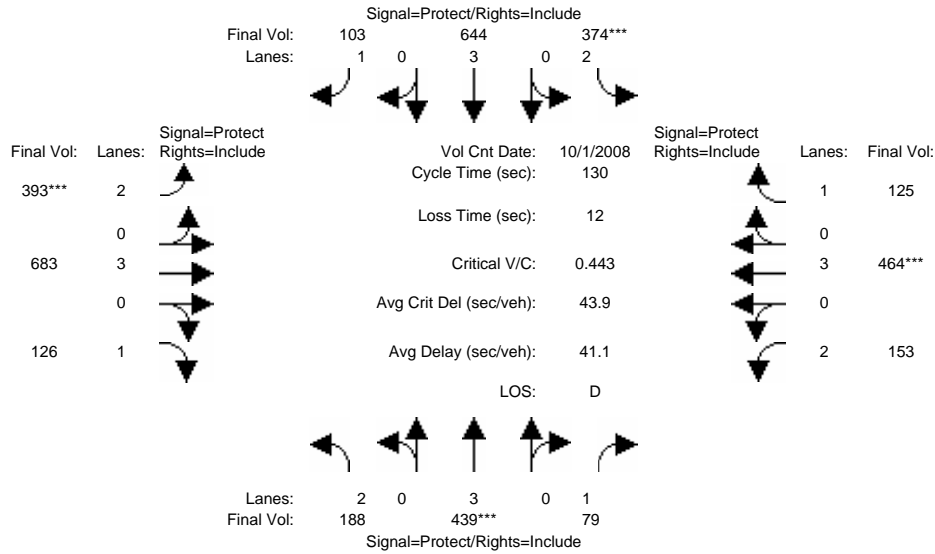 Signal=Protect/Rights=Include
Final Vol: 103 644 374***
Lanes: 1 0 3 0 2
Signal=Protect
Final Vol: Lanes: Rights=Include
Vol Cnt Date: 10/1/2008
Signal=Protect
Rights=Include Lanes: Final Vol:
Cycle Time (sec): 130
393*** 2
1 125
Loss Time (sec): 12
0
0
683 3
Critical V/C: 0.443
3 464***
0
Avg Crit Del (sec/veh): 43.9
0
126 1
Avg Delay (sec/veh): 41.1
2 153
LOS: D
Lanes: 2 0 3 0 1
Final Vol: 188 439*** 79
Signal=Protect/Rights=Include